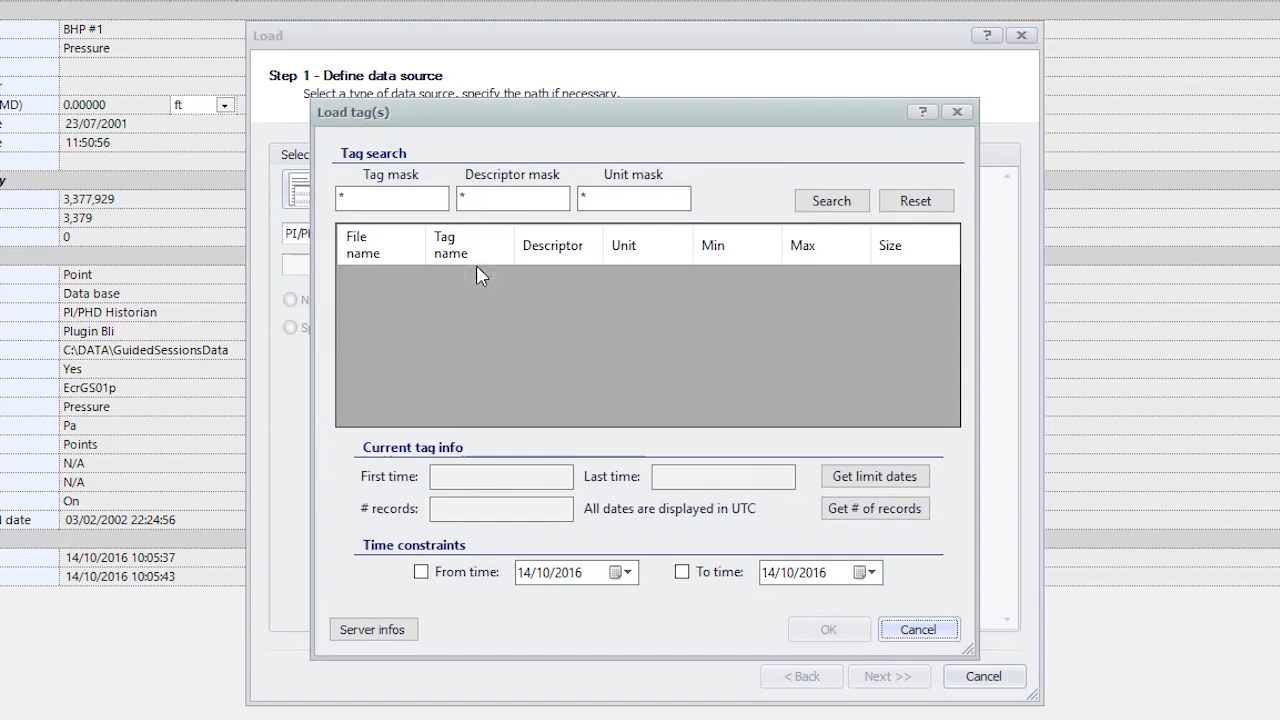 BHP #1
Pressure
MD)
0.00000
ft
23/07/2001
11:50:56
y
3,377,929
3,379
0
Point
Data base
PI/PHD Historian
Plugin Bli
C:\DATA\GuidedSessionsData
Yes
EcrGS01p
Pressure
Pa
Points
N/A
N/A
On
l date
03/02/2002 22:24:56
14/10/2016 10:05:37
14/10/2016 10:05:43
Load
?
X
Step 1 - Define data source
Select a type of data source, specify the path if necessary.
Selec
PI/P
N
Sp
Load tag(s)
?
X
Tag search
Tag mask
Descriptor mask
Unit mask
*
*
*
Search
Reset
File name
Tag name
Descriptor
Unit
Min
Max
Size
Current tag info
First time:
Last time:
Get limit dates
# records:
All dates are displayed in UTC
Get # of records
Time constraints
From time:
14/10/2016
To time:
14/10/2016
Server infos
OK
Cancel
< Back
Next >>
Cancel